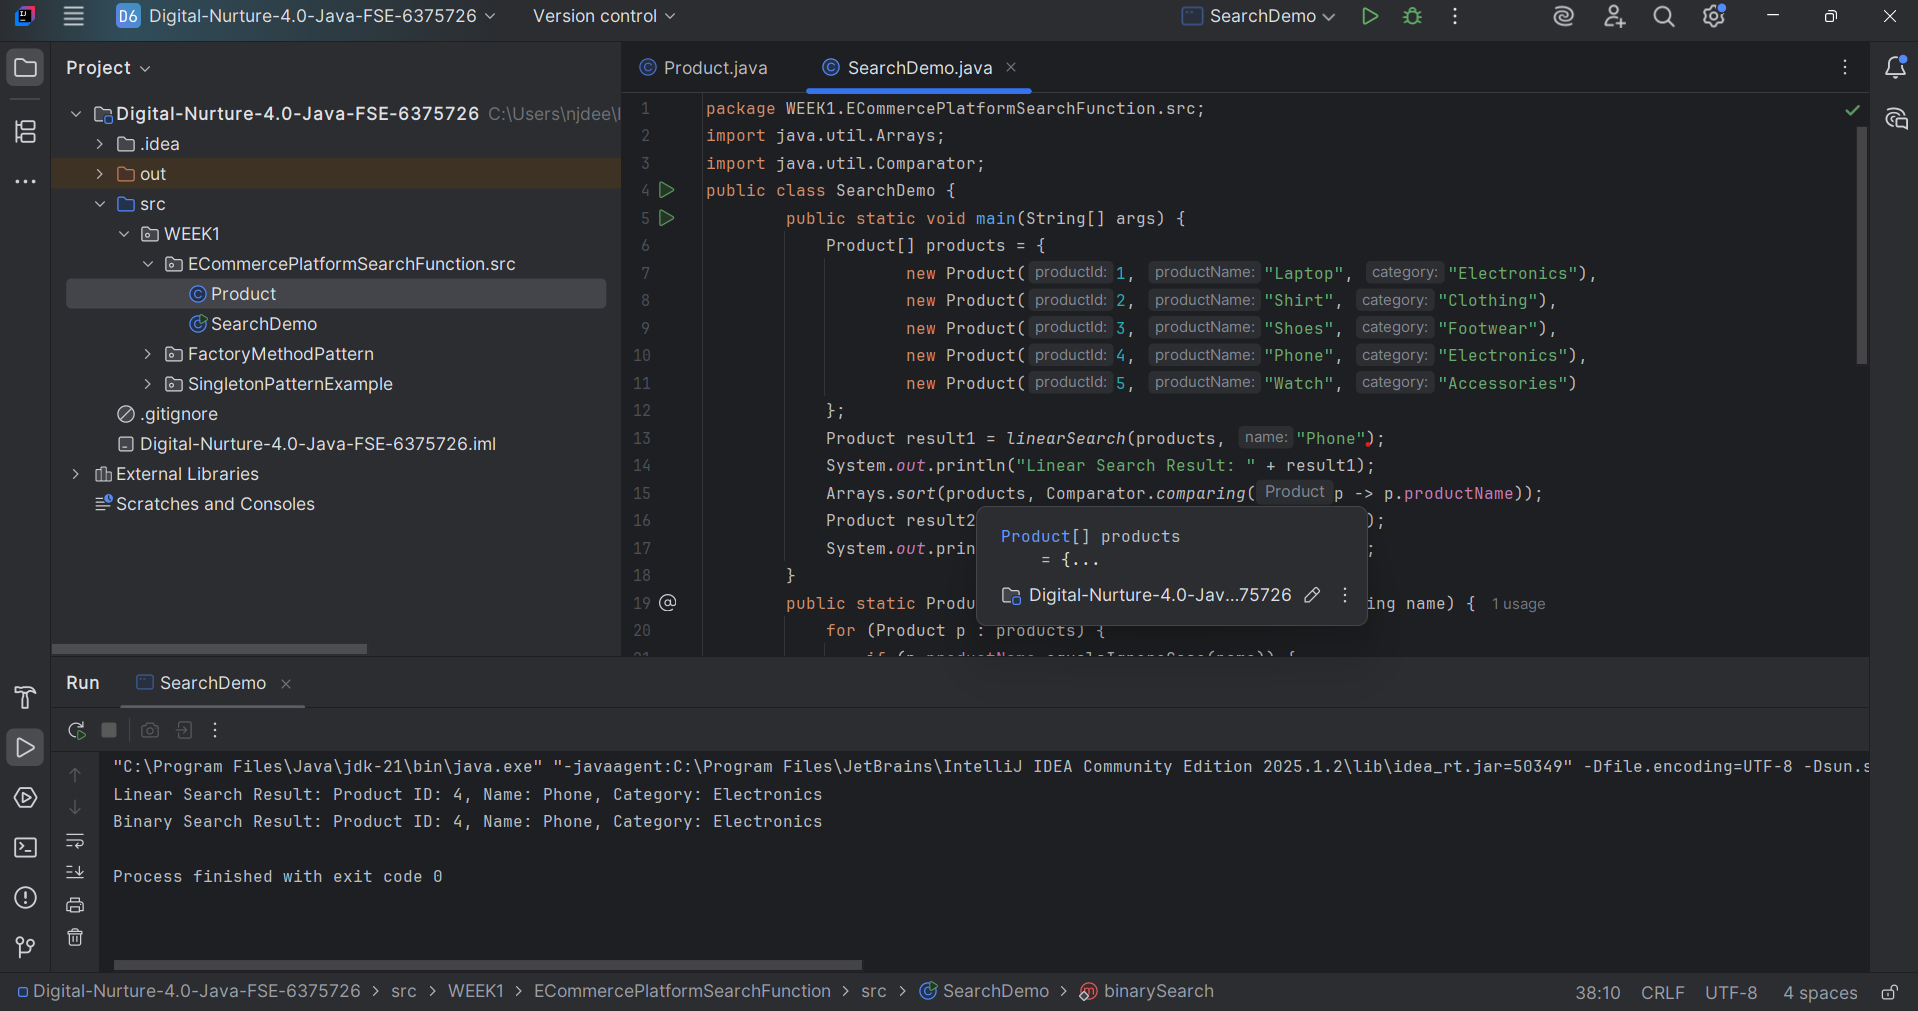 D6 Digital-Nurture-4.0-Java-FSE-6375726 Version control SearchDemo
Project
Digital-Nurture-4.0-Java-FSE-6375726 C:\Users\njdee\
.idea
out
src
WEEK1
ECommercePlatformSearchFunction.src
Product
SearchDemo
FactoryMethodPattern
SingletonPatternExample
.gitignore
Digital-Nurture-4.0-Java-FSE-6375726.iml
External Libraries
Scratches and Consoles
Product.java SearchDemo.java
1 package WEEK1.ECommercePlatformSearchFunction.src;
2 import java.util.Arrays;
3 import java.util.Comparator;
4 public class SearchDemo {
5 public static void main(String[] args) {
6 Product[] products = {
7 new Product( productId: 1, productName: "Laptop", category: "Electronics"),
8 new Product( productId: 2, productName: "Shirt", category: "Clothing"),
9 new Product( productId: 3, productName: "Shoes", category: "Footwear"),
10 new Product( productId: 4, productName: "Phone", category: "Electronics"),
11 new Product( productId: 5, productName: "Watch", category: "Accessories")
12 };
13 Product result1 = linearSearch(products, name: "Phone");
14 System.out.println("Linear Search Result: " + result1);
15 Arrays.sort(products, Comparator.comparing( Product p -> p.productName));
16 Product result2 );
17 System.out.prin ;
18 }
19 public static Produ ing name) { 1 usage
20 for (Product p : products) {
Product[] products
= {...
Digital-Nurture-4.0-Jav...75726
Run SearchDemo
"C:\Program Files\Java\jdk-21\bin\java.exe" "-javaagent:C:\Program Files\JetBrains\IntelliJ IDEA Community Edition 2025.1.2\lib\idea_rt.jar=50349" -Dfile.encoding=UTF-8 -Dsun.s
Linear Search Result: Product ID: 4, Name: Phone, Category: Electronics
Binary Search Result: Product ID: 4, Name: Phone, Category: Electronics
Process finished with exit code 0
Digital-Nurture-4.0-Java-FSE-6375726 > src > WEEK1 > ECommercePlatformSearchFunction > src > SearchDemo > binarySearch 38:10 CRLF UTF-8 4 spaces